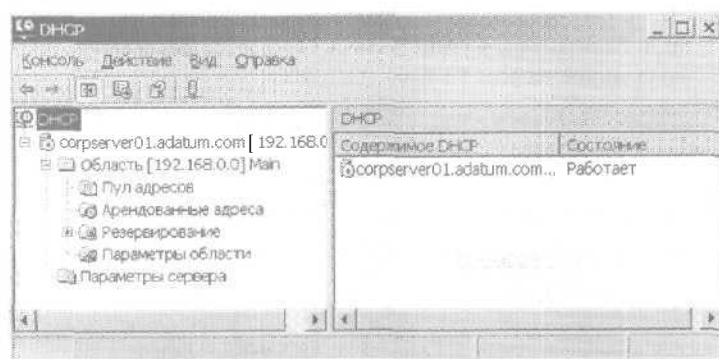 DHCP
Консоль Действие Вид Справка
DHCP
corpserver01.adatum.com [192.168.0
Область [192.168.0.0] Main
Пул адресов
Арендованные адреса
Резервирование
Параметры области
Параметры сервера
DHCP
Содержимое DHCP Состояние
corpserver01.adatum.com... Работает